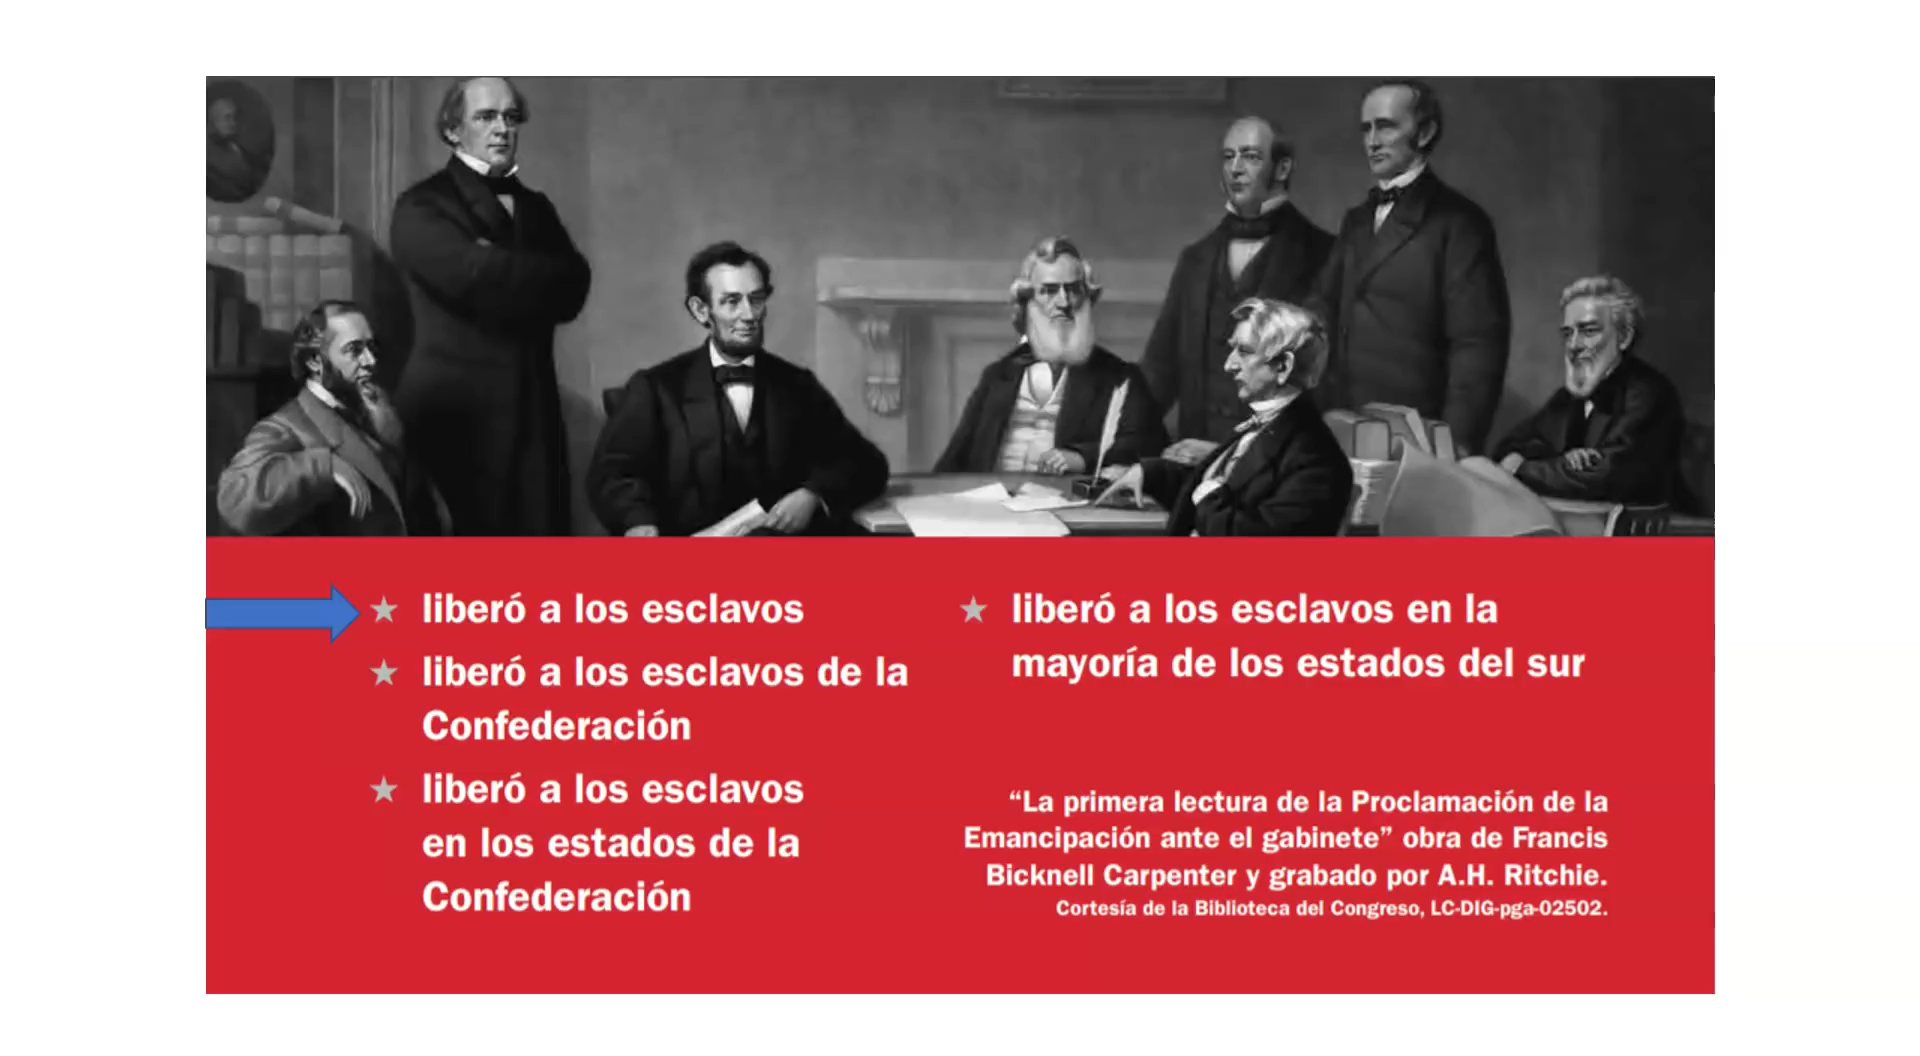 ★ liberó a los esclavos
★ liberó a los esclavos de la
Confederación
★ liberó a los esclavos
en los estados de la
Confederación
★ liberó a los esclavos en la
mayoría de los estados del sur
“La primera lectura de la Proclamación de la
Emancipación ante el gabinete” obra de Francis
Bicknell Carpenter y grabado por A.H. Ritchie.
Cortesía de la Biblioteca del Congreso, LC-DIG-pga-02502.